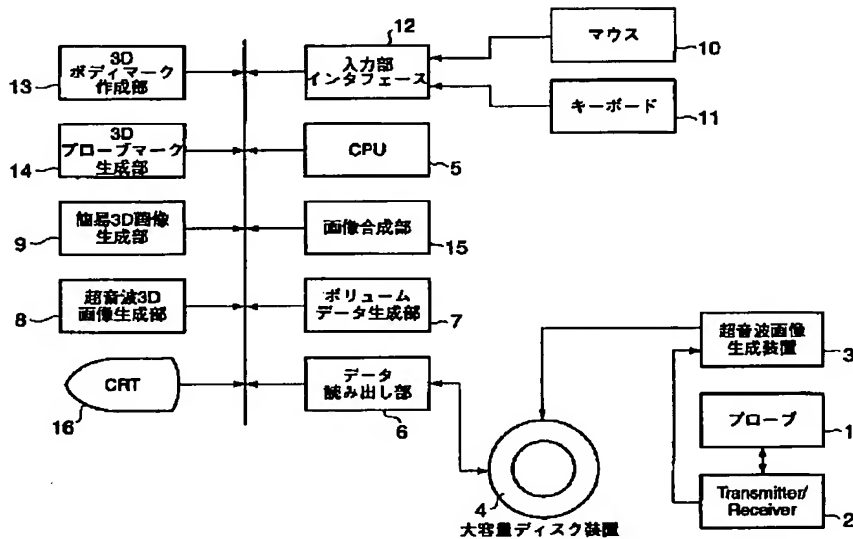 12
3D
ボディマーク
作成部
13
入力部
インタフェース
マウス
10
キーボード
11
3D
プローブマーク
生成部
14
CPU
5
簡易3D画像
生成部
9
画像合成部
15
超音波3D
画像生成部
8
ボリューム
データ生成部
7
CRT
16
データ
読み出し部
6
超音波画像
生成装置
3
プローブ
1
Transmitter/
Receiver
2
4
大容量ディスク装置